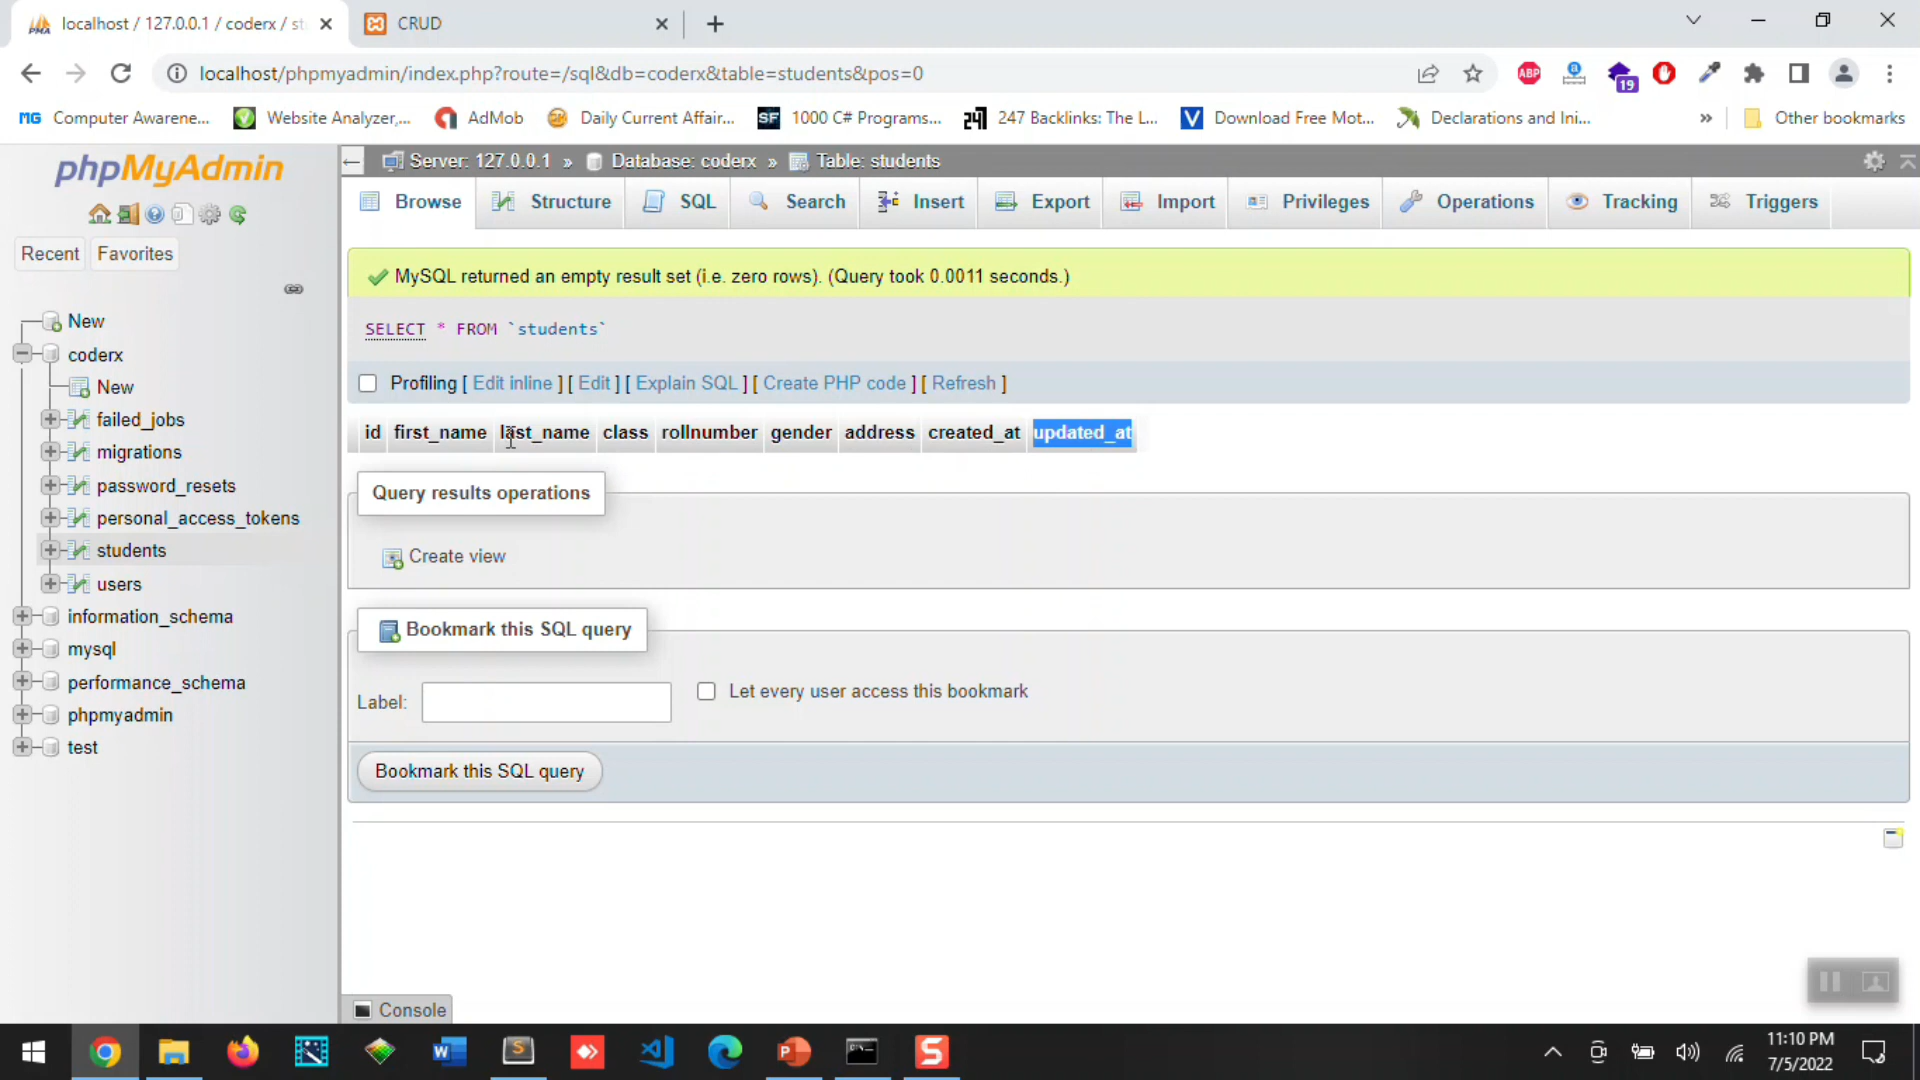 localhost / 127.0.0.1 / coderx / st
CRUD
localhost/phpmyadmin/index.php?route=/sql&db=coderx&table=students&pos=0
ABP
a
19
MG Computer Awarene...
Website Analyzer,...
AdMob
Daily Current Affair...
SF 1000 C# Programs...
24 247 Backlinks: The L...
V Download Free Mot...
Declarations and Ini...
»
Other bookmarks
phpMyAdmin
Recent
Favorites
New
coderx
New
failed_jobs
migrations
password_resets
personal_access_tokens
students
users
information_schema
mysql
performance_schema
phpmyadmin
test
Server: 127.0.0.1 » Database: coderx » Table: students
Browse
Structure
SQL
Search
Insert
Export
Import
Privileges
Operations
Tracking
Triggers
MySQL returned an empty result set (i.e. zero rows). (Query took 0.0011 seconds.)
SELECT * FROM `students`
Profiling [ Edit inline ] [ Edit ] [ Explain SQL ] [ Create PHP code ] [ Refresh ]
id first_name last_name class rollnumber gender address created_at updated_at
Query results operations
Create view
Bookmark this SQL query
Label:
Let every user access this bookmark
Bookmark this SQL query
Console
11:10 PM
7/5/2022